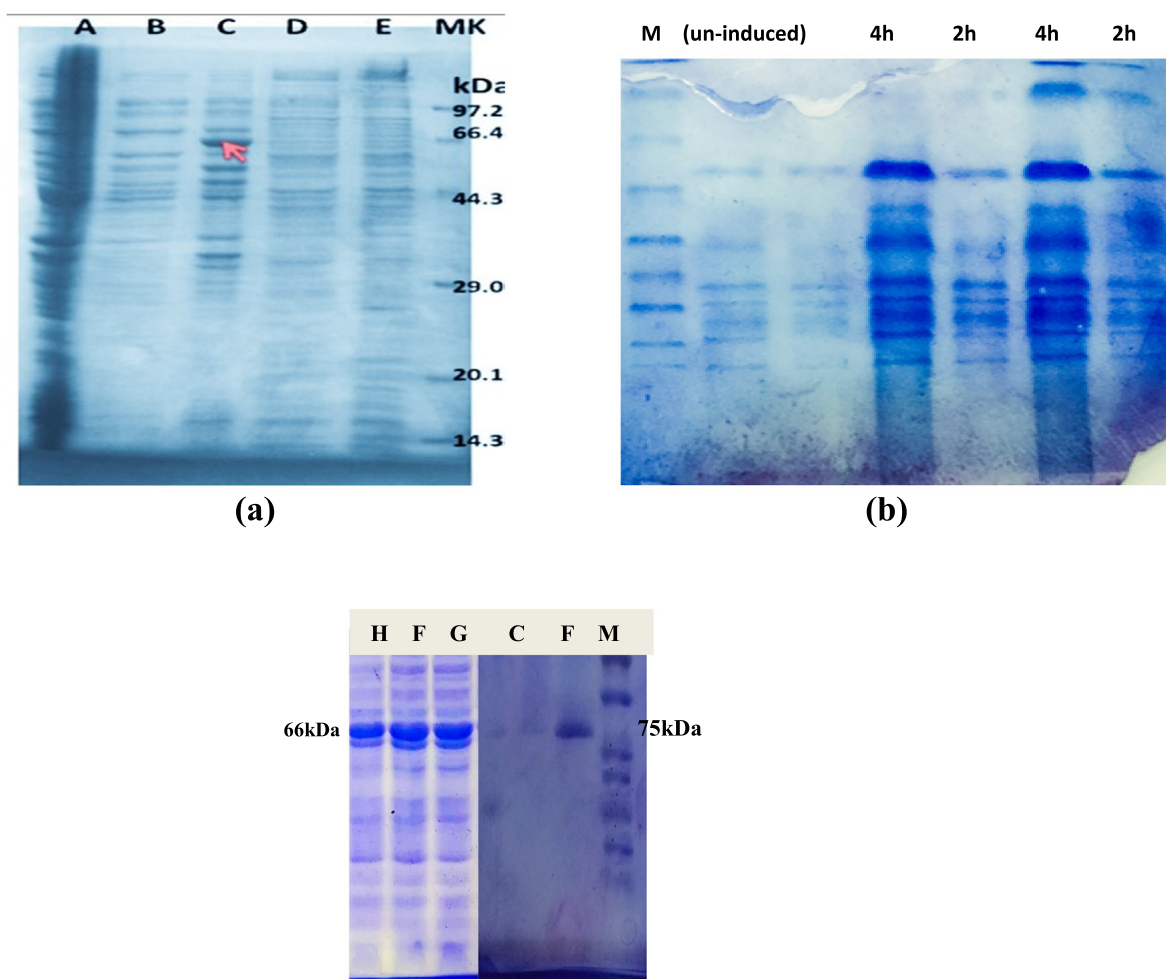 A B C D E MK
kDa
97.2
66.4
44.3
29.0
20.1
14.3
(a)
M (un-induced) 4h 2h 4h 2h
(b)
H F G C F M
66kDa
75kDa